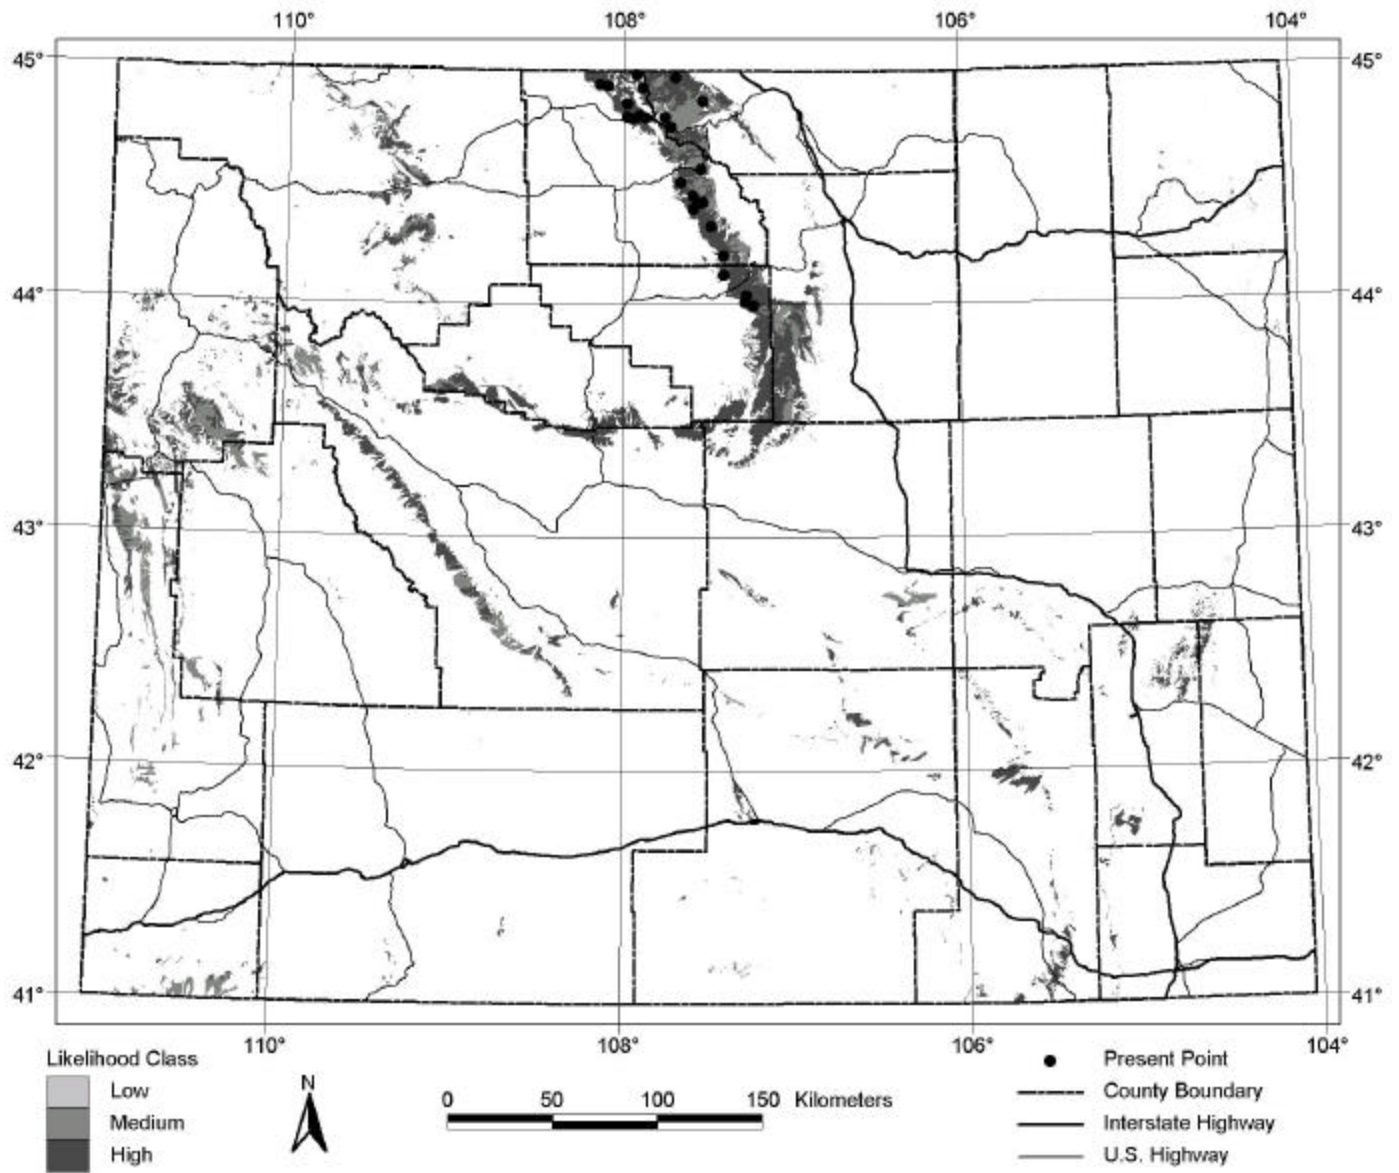 110° 108° 106° 104°
45° 45°
44° 44°
43° 43°
42° 42°
41° 41°
110° 108° 106° 104°
Likelihood Class
Low
Medium
High
N
0 50 100 150 Kilometers
Present Point
County Boundary
Interstate Highway
U.S. Highway